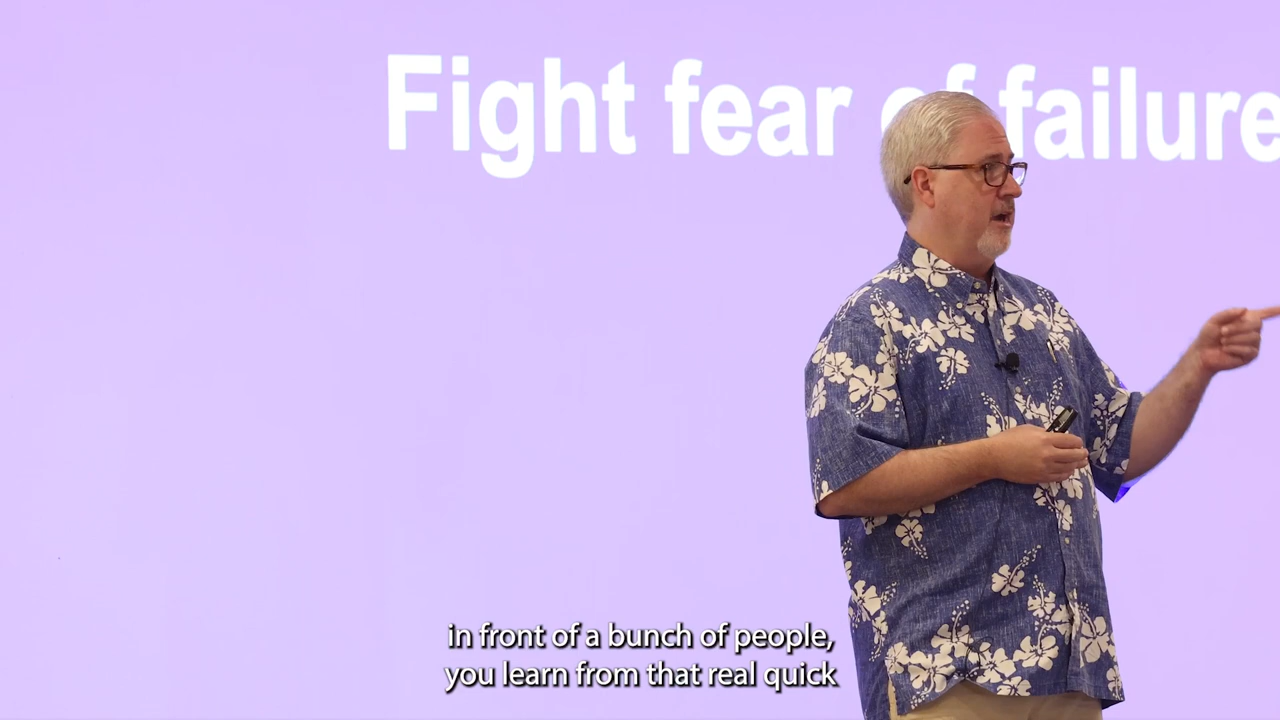 Fight fear of failure
in front of a bunch of people,
you learn from that real quick